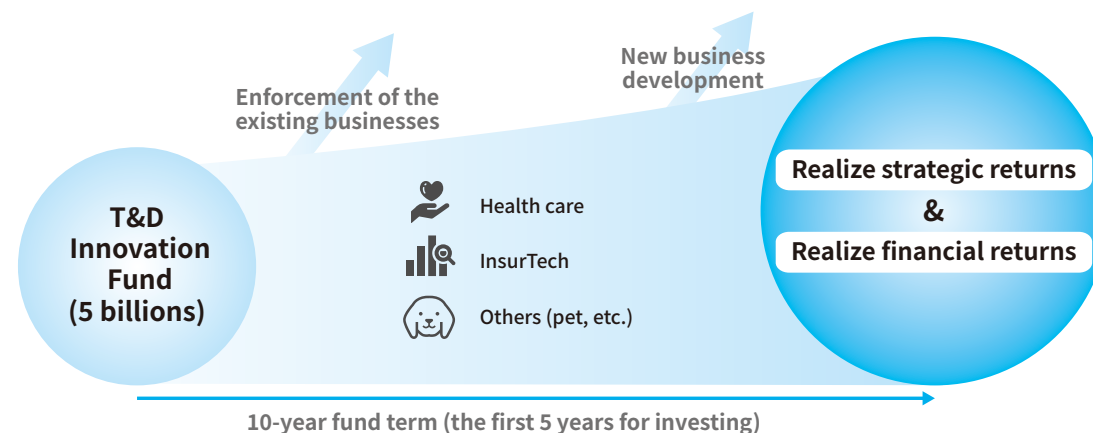 New business
development
Enforcement of the
existing businesses
T&D
Innovation
Fund
(5 billions)
Health care
InsurTech
Others (pet, etc.)
Realize strategic returns
&
Realize financial returns
10-year fund term (the first 5 years for investing)